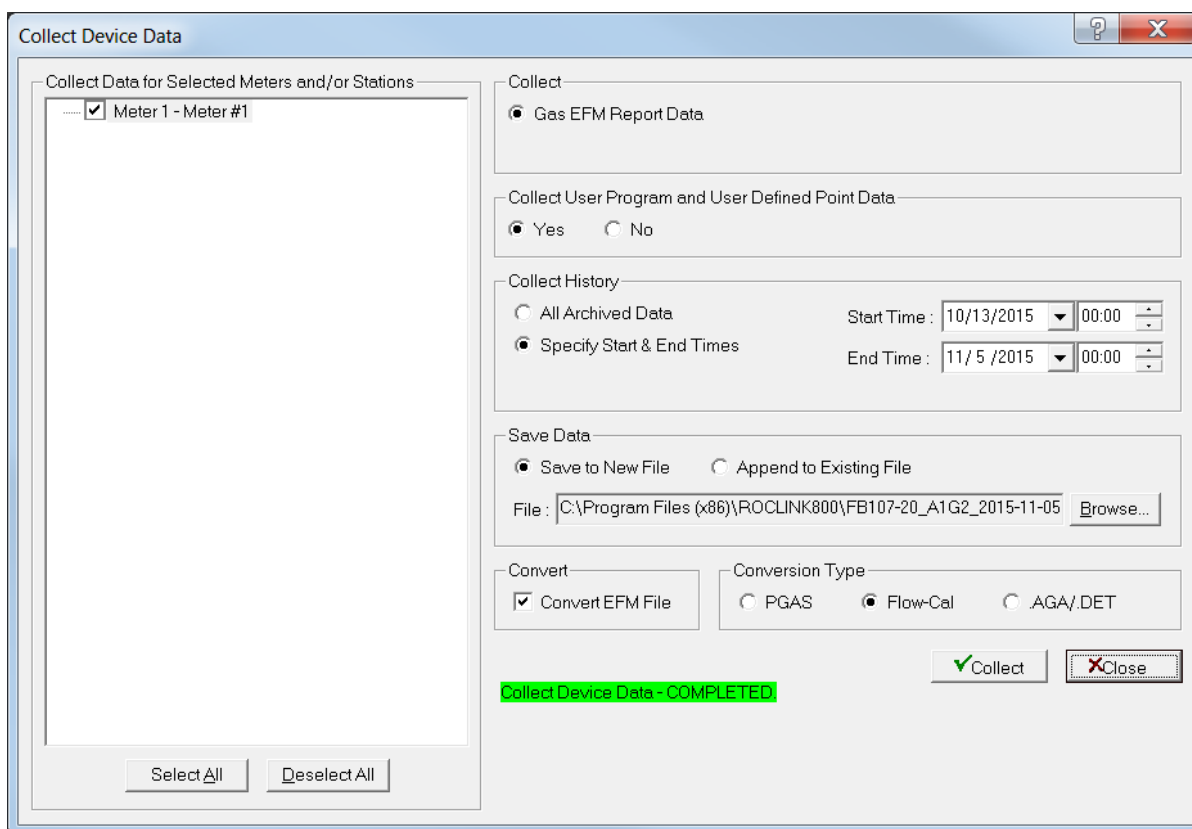 Collect Device Data
Collect Data for Selected Meters and/or Stations
Meter 1 - Meter #1
Select All
Deselect All
Collect
Gas EFM Report Data
Collect User Program and User Defined Point Data
Yes
No
Collect History
All Archived Data
Specify Start & End Times
Start Time : 10/13/2015 00:00
End Time : 11/ 5 /2015 00:00
Save Data
Save to New File
Append to Existing File
File : C:\Program Files (x86)\ROCLINK800\FB107-20_A1G2_2015-11-05
Browse...
Convert
Convert EFM File
Conversion Type
PGAS
Flow-Cal
.AGA/.DET
Collect
Close
Collect Device Data - COMPLETED.